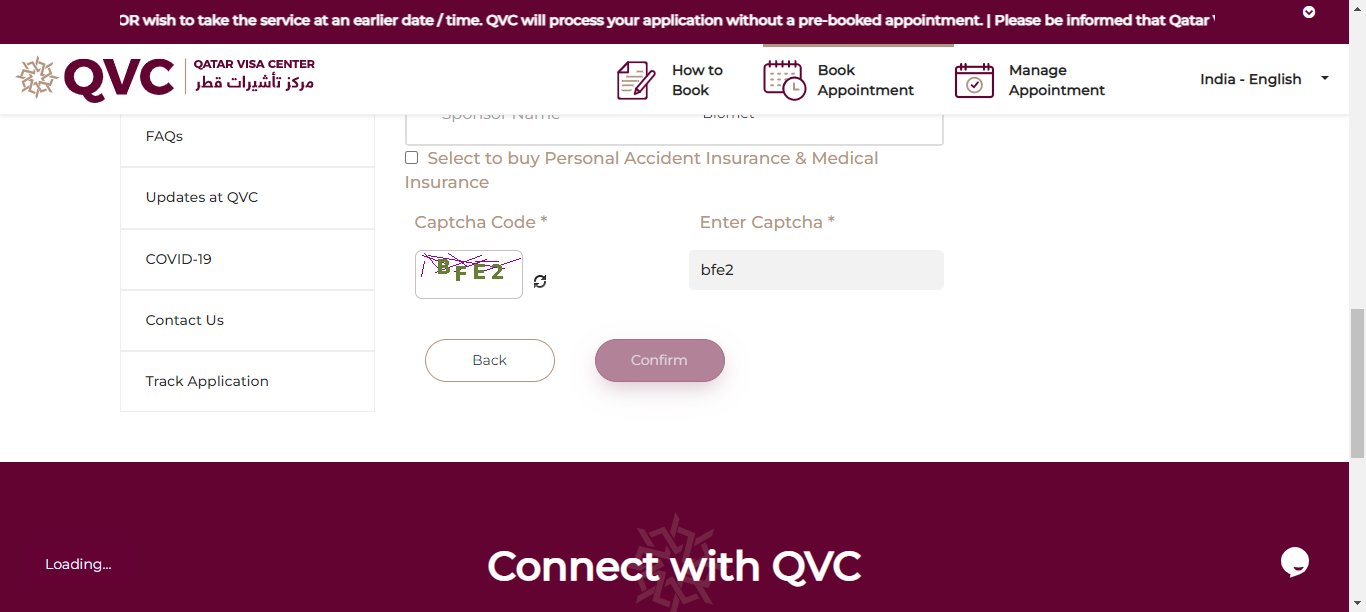 OR wish to take the service at an earlier date / time. QVC will process your application without a pre-booked appointment. | Please be informed that Qatar
QVC
QATAR VISA CENTER
مركز تأشيرات قطر
How to
Book
Book
Appointment
Manage
Appointment
India - English
Sponsor Name
Biomet
FAQs
Updates at QVC
COVID-19
Contact Us
Track Application
Select to buy Personal Accident Insurance & Medical
Insurance
Captcha Code *
Enter Captcha *
BFE2
bfe2
Back
Confirm
Loading...
Connect with QVC